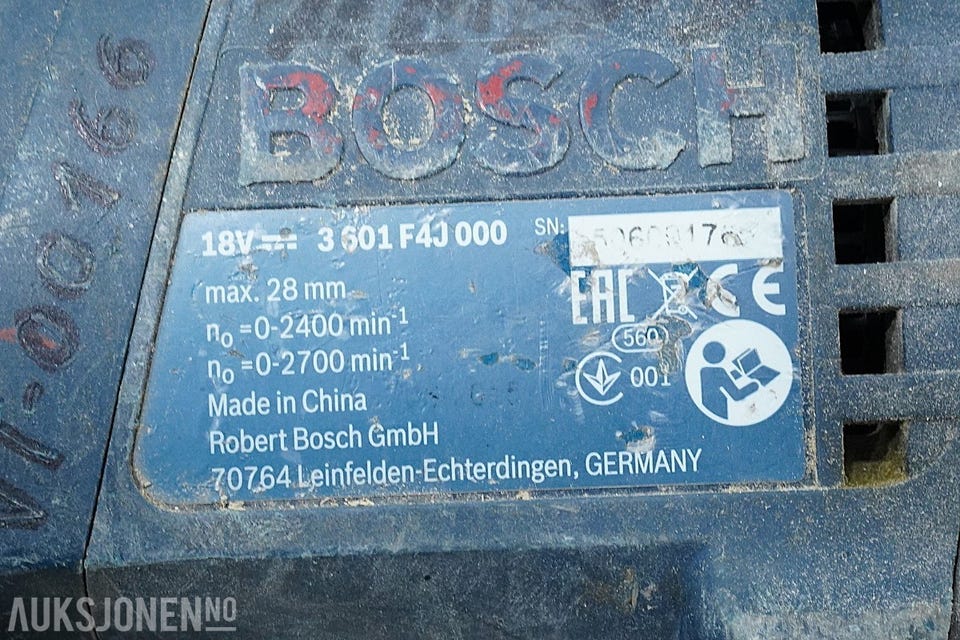 BOSCH
18V 3 601 F4J 000 SN:
max. 28 mm
n₀ =0-2400 min⁻¹
n₀ =0-2700 min⁻¹
Made in China
Robert Bosch GmbH
70764 Leinfelden-Echterdingen, GERMANY
EAC CE
560
001
AUKSJONEN NO